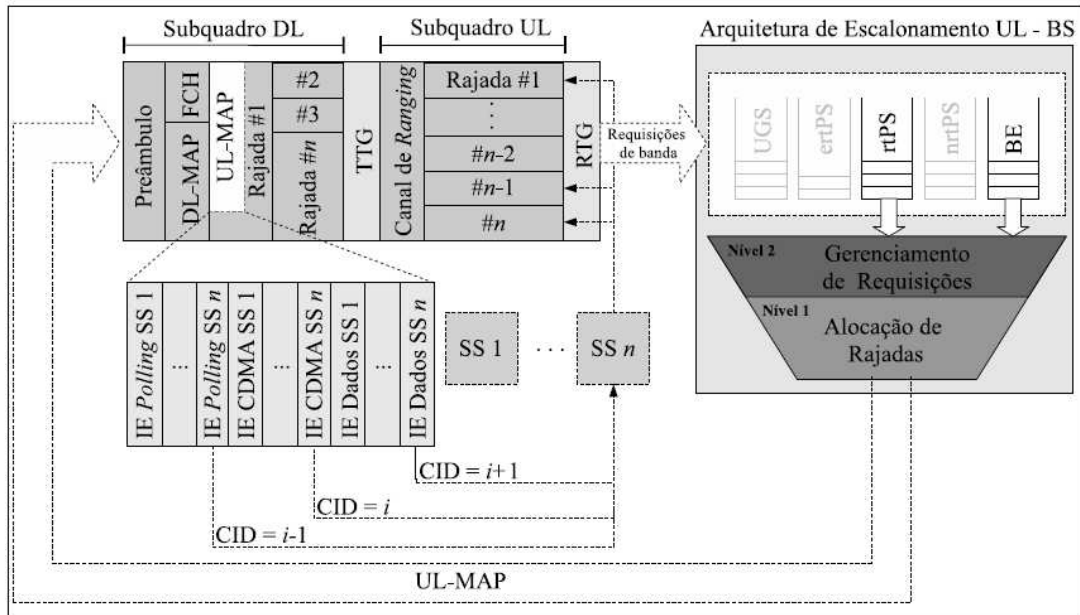 Subquadro DL
Subquadro UL
Arquitetura de Escalonamento UL - BS
Preâmbulo
FCH
DL-MAP
UL-MAP
Rajada #1
#2
#3
Rajada #n
TTG
Canal de Ranging
Rajada #1
⋮
#n-2
#n-1
#n
RTG
Requisições
de banda
UGS
ertPS
rtPS
nrtPS
BE
Nível 2
Gerenciamento
de Requisições
Nível 1
Alocação de
Rajadas
IE Polling SS 1
...
IE Polling SS n
IE CDMA SS 1
...
IE CDMA SS n
IE Dados SS 1
...
IE Dados SS n
SS 1
. . .
SS n
CID = i+1
CID = i
CID = i-1
UL-MAP